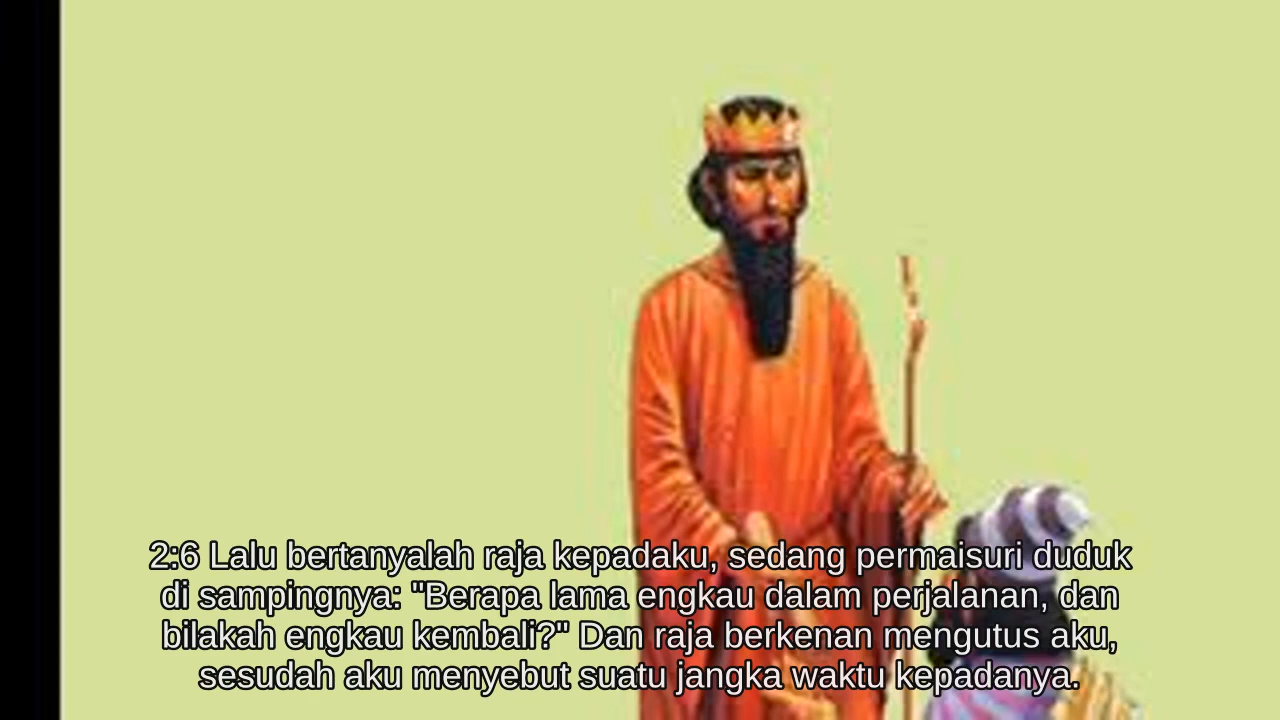 2:6 Lalu bertanyalah raja kepadaku, sedang permaisuri duduk
di sampingnya: "Berapa lama engkau dalam perjalanan, dan
bilakah engkau kembali?" Dan raja berkenan mengutus aku,
sesudah aku menyebut suatu jangka waktu kepadanya.